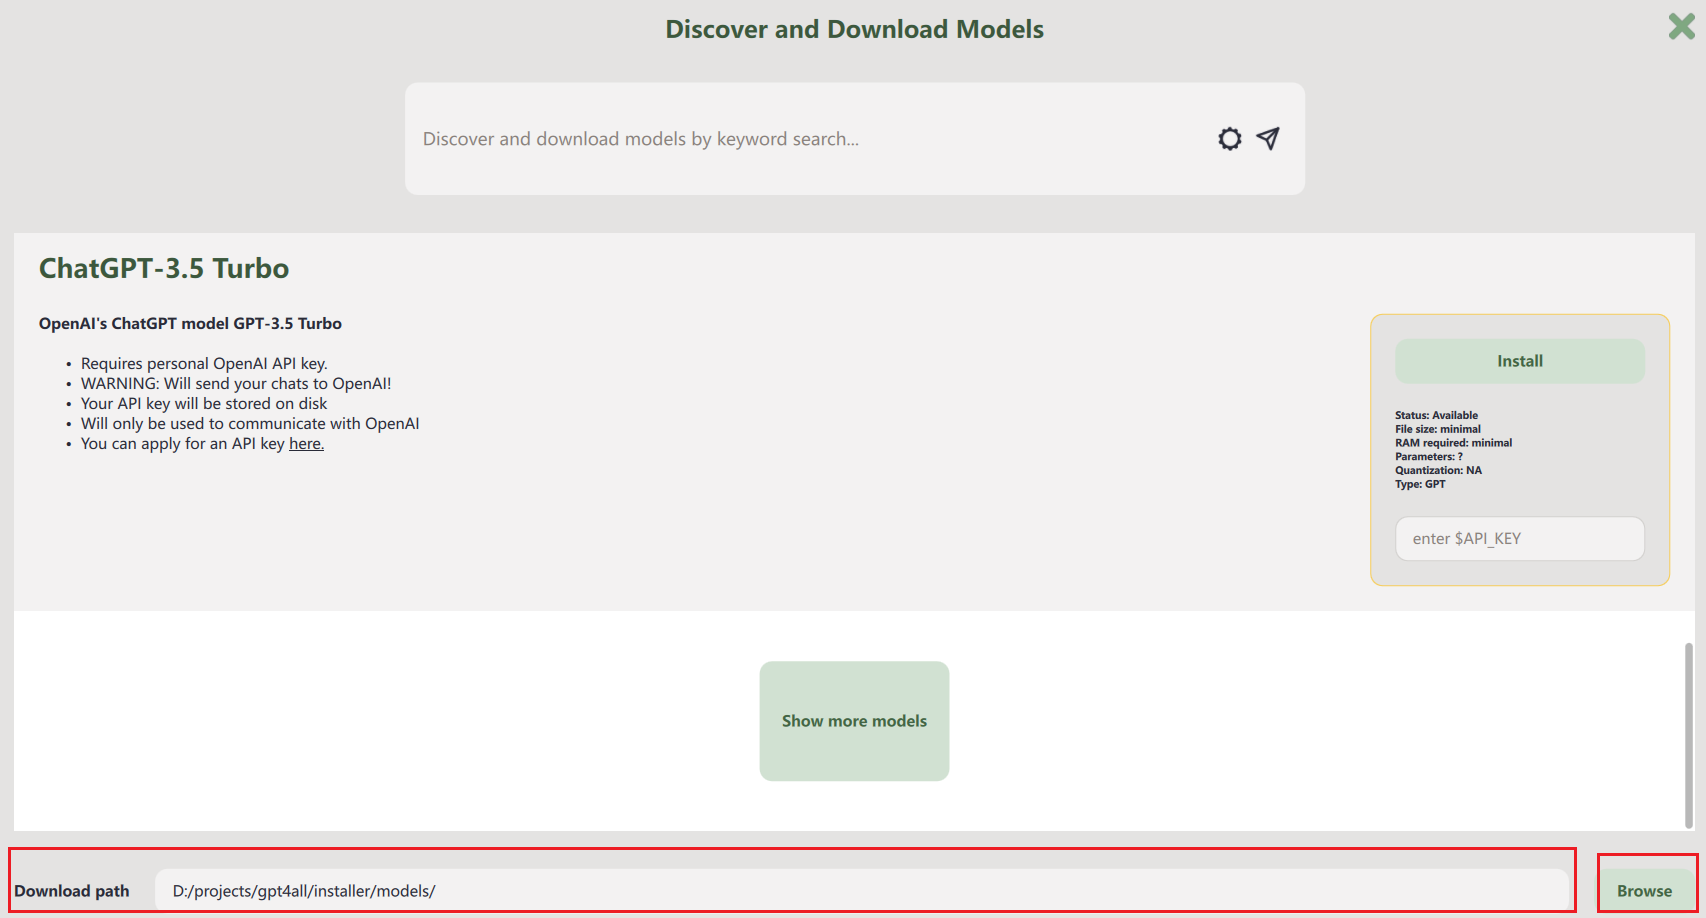 Discover and Download Models
Discover and download models by keyword search...
ChatGPT-3.5 Turbo
OpenAI's ChatGPT model GPT-3.5 Turbo
• Requires personal OpenAI API key.
• WARNING: Will send your chats to OpenAI!
• Your API key will be stored on disk
• Will only be used to communicate with OpenAI
• You can apply for an API key here.
Install
Status: Available
File size: minimal
RAM required: minimal
Parameters: ?
Quantization: NA
Type: GPT
enter $API_KEY
Show more models
Download path
D:/projects/gpt4all/installer/models/
Browse